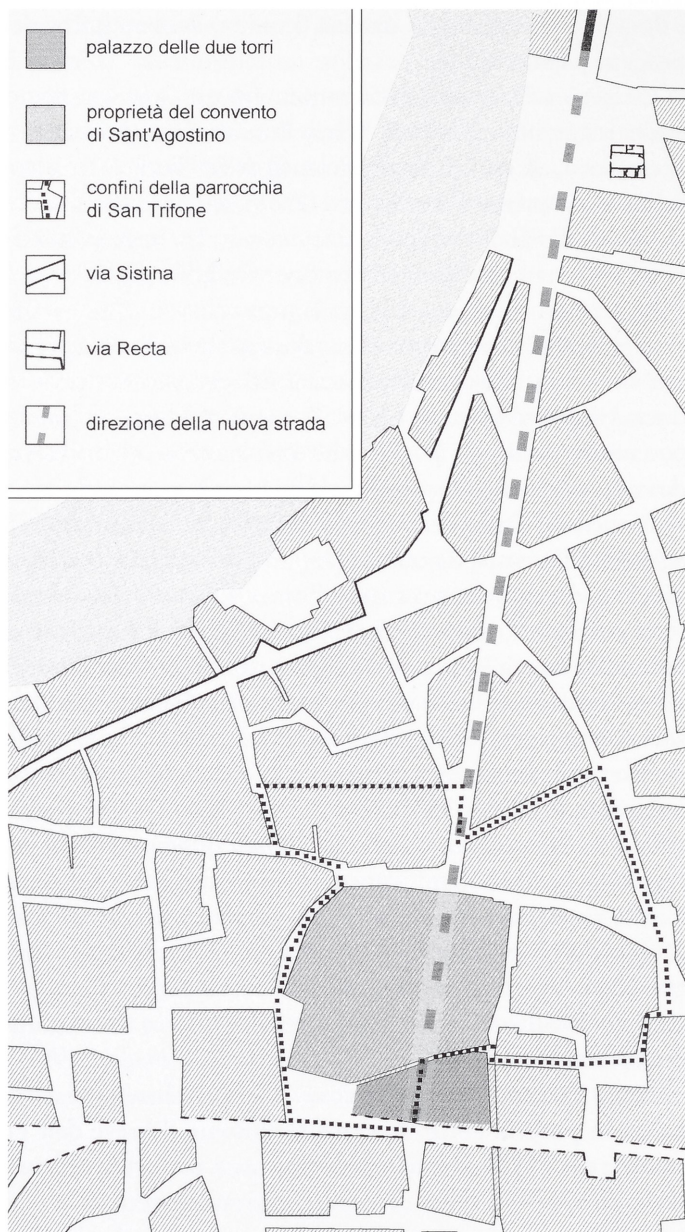 palazzo delle due torri
proprietà del convento
di Sant'Agostino
confini della parrocchia
di San Trifone
via Sistina
via Recta
direzione della nuova strada